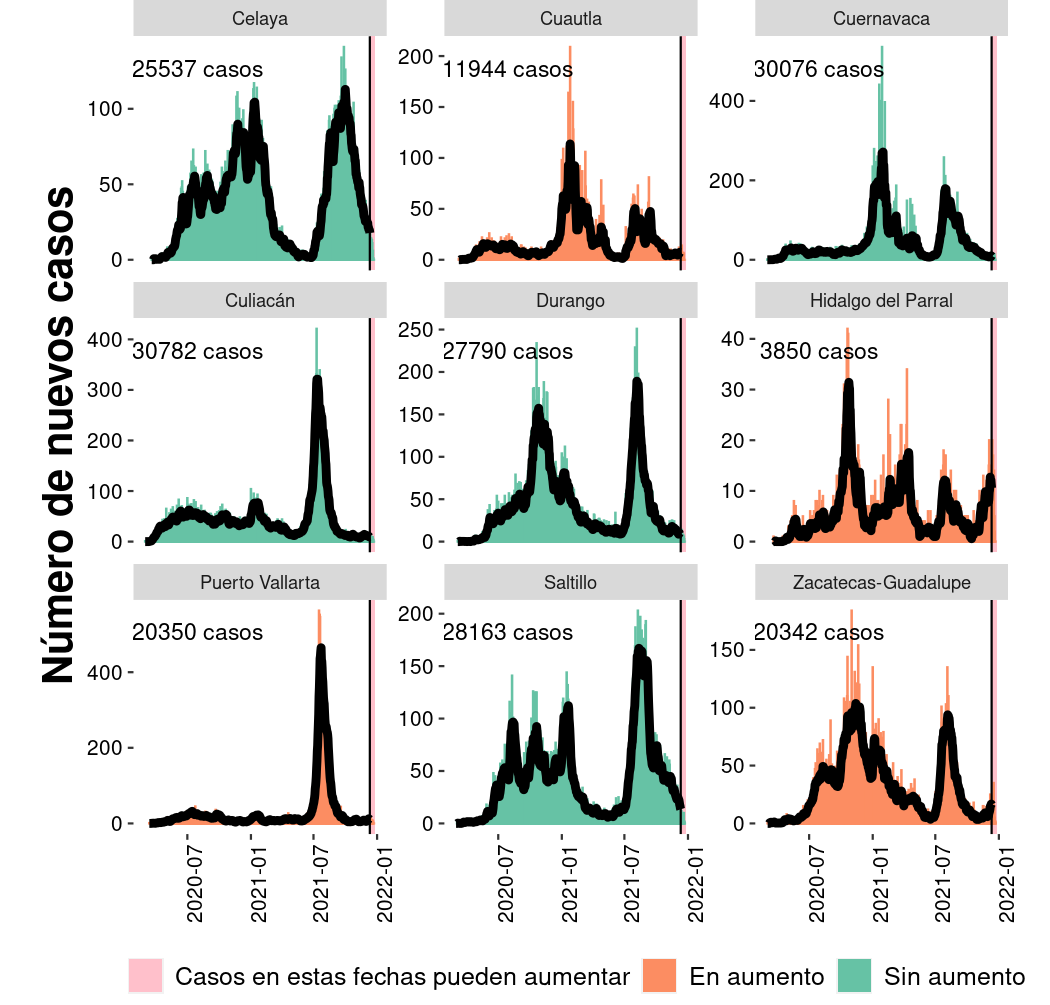 Número de nuevos casos
Celaya
25537 casos
100
50
0
Cuautla
11944 casos
200
150
100
50
0
Cuernavaca
30076 casos
400
200
0
Culiacán
30782 casos
400
300
200
100
0
Durango
27790 casos
250
200
150
100
50
0
Hidalgo del Parral
3850 casos
40
30
20
10
0
Puerto Vallarta
20350 casos
400
200
0
2020-07
2021-01
2021-07
2022-01
Saltillo
28163 casos
200
150
100
50
0
2020-07
2021-01
2021-07
2022-01
Zacatecas-Guadalupe
20342 casos
150
100
50
0
2020-07
2021-01
2021-07
2022-01
Casos en estas fechas pueden aumentar
En aumento
Sin aumento